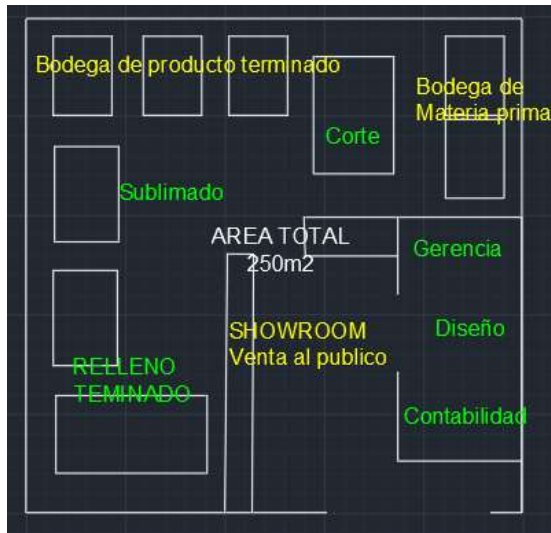 Bodega de producto terminado
Bodega de
Materia prima
Corte
Sublimado
AREA TOTAL
250m2
Gerencia
SHOWROOM
Venta al publico
Diseño
RELLENO
TEMINADO
Contabilidad